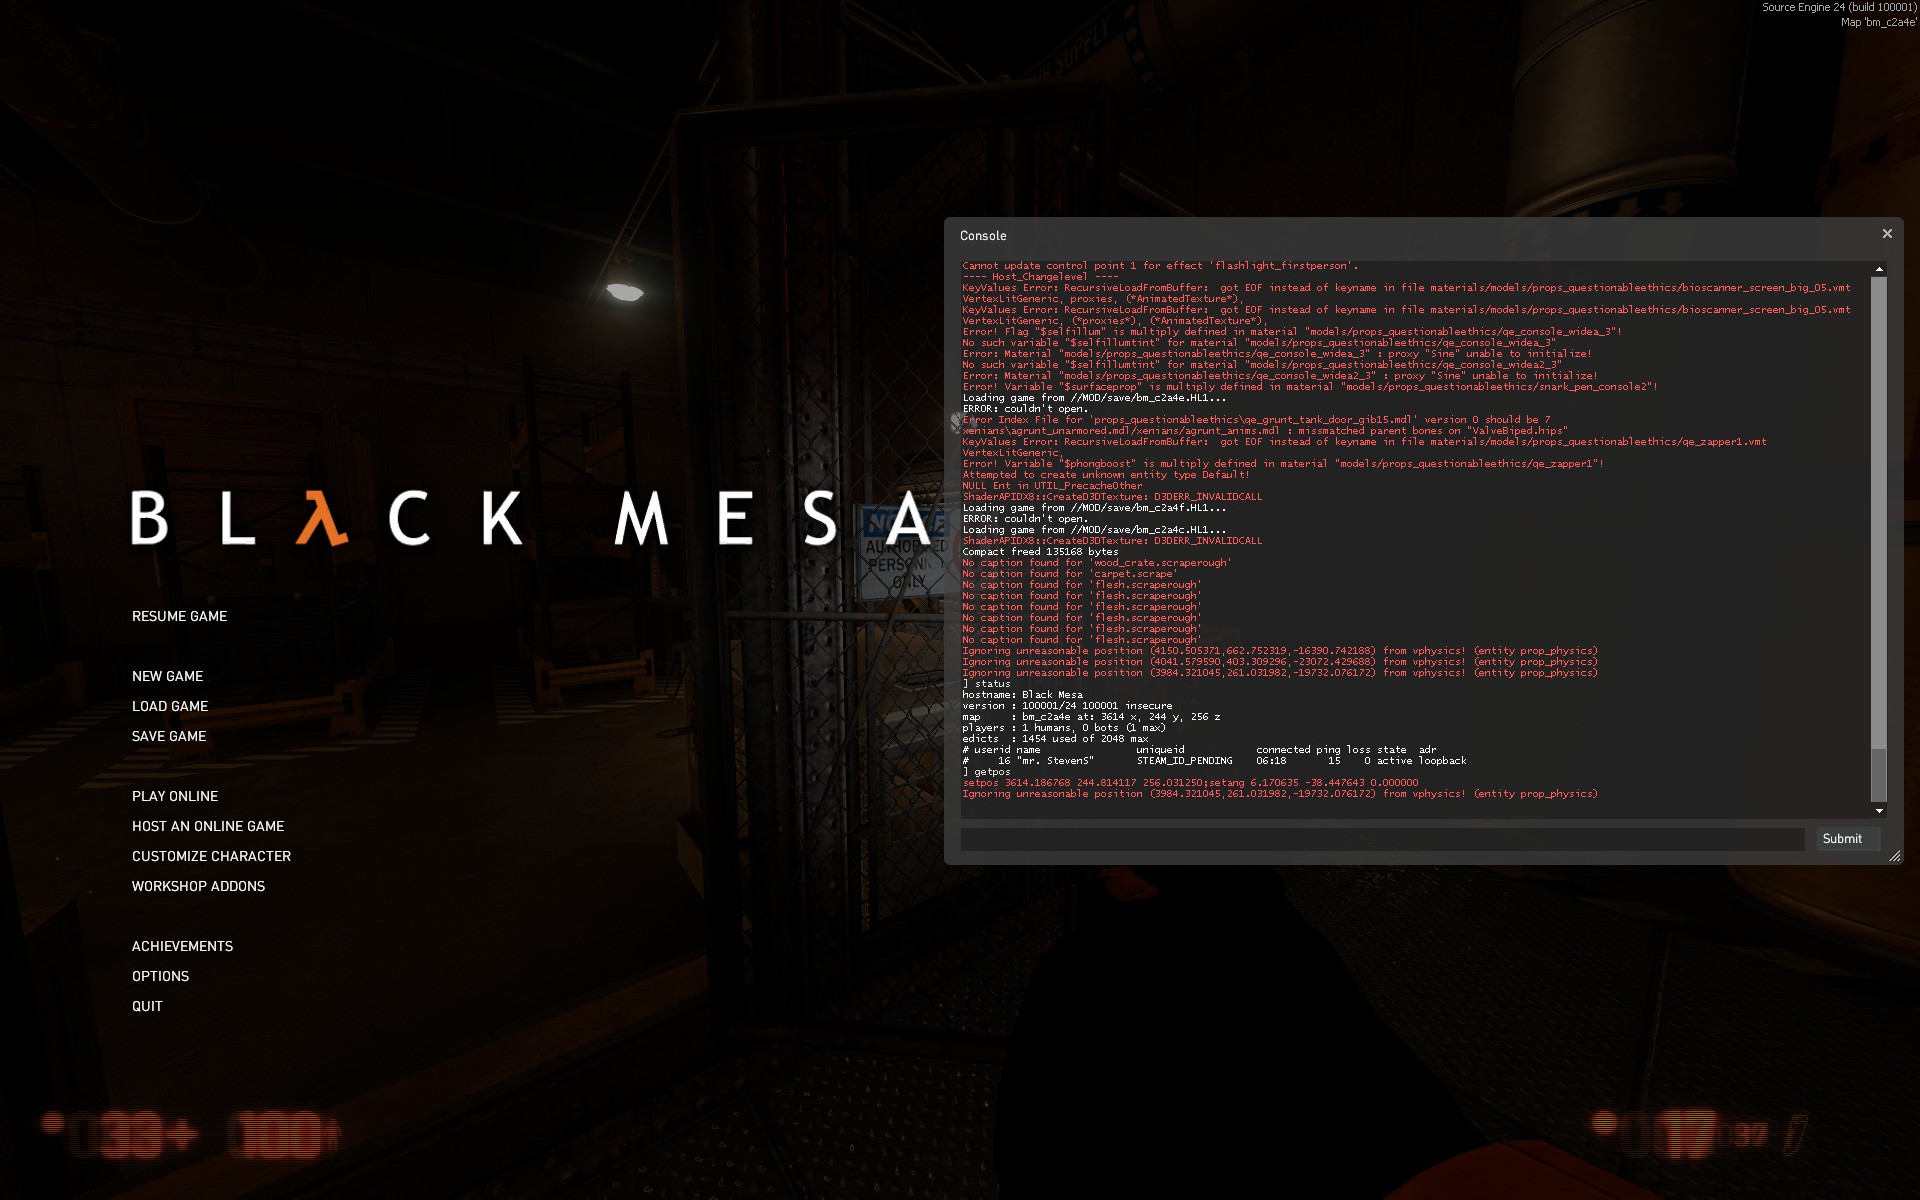 Source Engine 24 (build 100001)
Map 'bm_c2a4e'
AIR SUPPLY
Console
Cannot update control point 1 for effect 'flashlight_firstperson'.
---- Host_Changelevel ----
KeyValues Error: RecursiveLoadFromBuffer:  got EOF instead of keyname in file materials/models/props_questionableethics/bioscanner_screen_big_05.vmt
VertexLitGeneric, proxies, (*AnimatedTexture*),
KeyValues Error: RecursiveLoadFromBuffer:  got EOF instead of keyname in file materials/models/props_questionableethics/bioscanner_screen_big_05.vmt
VertexLitGeneric, (*proxies*), (*AnimatedTexture*),
Error! Flag "$selfillum" is multiply defined in material "models/props_questionableethics/qe_console_widea_3"!
No such variable "$selfillumtint" for material "models/props_questionableethics/qe_console_widea_3"
Error: Material "models/props_questionableethics/qe_console_widea_3" : proxy "Sine" unable to initialize!
No such variable "$selfillumtint" for material "models/props_questionableethics/qe_console_widea2_3"
Error: Material "models/props_questionableethics/qe_console_widea2_3" : proxy "Sine" unable to initialize!
Error! Variable "$surfaceprop" is multiply defined in material "models/props_questionableethics/snark_pen_console2"!
Loading game from //MOD/save/bm_c2a4e.HL1...
ERROR: couldn't open.
Error Index File for 'props_questionableethics\qe_grunt_tank_door_gib15.mdl' version 0 should be 7
xenians\agrunt_unarmored.mdl/xenians/agrunt_anims.mdl : missmatched parent bones on "ValveBiped.hips"
KeyValues Error: RecursiveLoadFromBuffer:  got EOF instead of keyname in file materials/models/props_questionableethics/qe_zapper1.vmt
VertexLitGeneric,
Error! Variable "$phongboost" is multiply defined in material "models/props_questionableethics/qe_zapper1"!
Attempted to create unknown entity type Default!
NULL Ent in UTIL_PrecacheOther
ShaderAPIDX8::CreateD3DTexture: D3DERR_INVALIDCALL
Loading game from //MOD/save/bm_c2a4f.HL1...
ERROR: couldn't open.
Loading game from //MOD/save/bm_c2a4c.HL1...
ShaderAPIDX8::CreateD3DTexture: D3DERR_INVALIDCALL
Compact freed 135168 bytes
No caption found for 'wood_crate.scraperough'
No caption found for 'carpet.scrape'
No caption found for 'flesh.scraperough'
No caption found for 'flesh.scraperough'
No caption found for 'flesh.scraperough'
No caption found for 'flesh.scraperough'
No caption found for 'flesh.scraperough'
No caption found for 'flesh.scraperough'
Ignoring unreasonable position (4150.505371,662.752319,-16390.742188) from vphysics! (entity prop_physics)
Ignoring unreasonable position (4041.579590,403.309296,-23072.429688) from vphysics! (entity prop_physics)
Ignoring unreasonable position (3984.321045,261.031982,-19732.076172) from vphysics! (entity prop_physics)
] status
hostname: Black Mesa
version : 100001/24 100001 insecure
map     : bm_c2a4e at: 3614 x, 244 y, 256 z
players : 1 humans, 0 bots (1 max)
edicts  : 1454 used of 2048 max
# userid name                uniqueid            connected ping loss state  adr
#     16 "mr. StevenS"       STEAM_ID_PENDING    06:18       15    0 active loopback
] getpos
setpos 3614.186768 244.814117 256.031250;setang 6.170635 -38.447643 0.000000
Ignoring unreasonable position (3984.321045,261.031982,-19732.076172) from vphysics! (entity prop_physics)
Submit
BLΛCK MESA
NOTICE
AUTHORIZED
PERSONNEL
ONLY
RESUME GAME
NEW GAME
LOAD GAME
SAVE GAME
PLAY ONLINE
HOST AN ONLINE GAME
CUSTOMIZE CHARACTER
WORKSHOP ADDONS
ACHIEVEMENTS
OPTIONS
QUIT
033 100
017 037